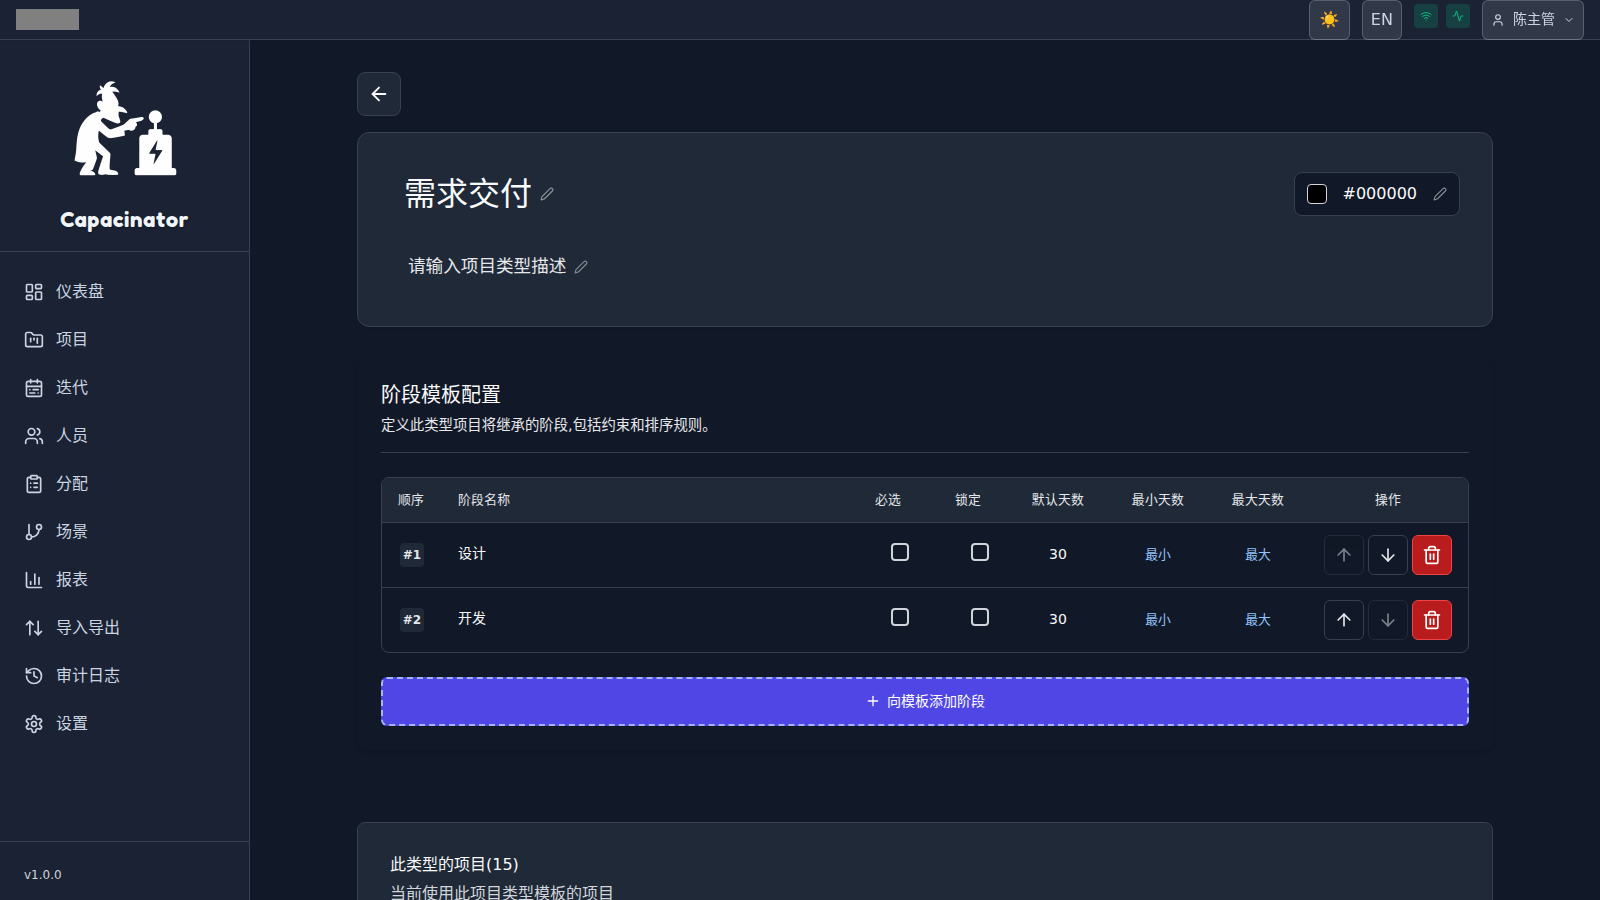 EN
陈主管
Capacinator
仪表盘
项目
迭代
人员
分配
场景
报表
导入导出
审计日志
设置
v1.0.0
需求交付
#000000
请输入项目类型描述
阶段模板配置
定义此类型项目将继承的阶段,包括约束和排序规则。
顺序 阶段名称 必选 锁定 默认天数 最小天数 最大天数 操作
#1 设计 30 最小 最大
#2 开发 30 最小 最大
向模板添加阶段
此类型的项目(15)
当前使用此项目类型模板的项目